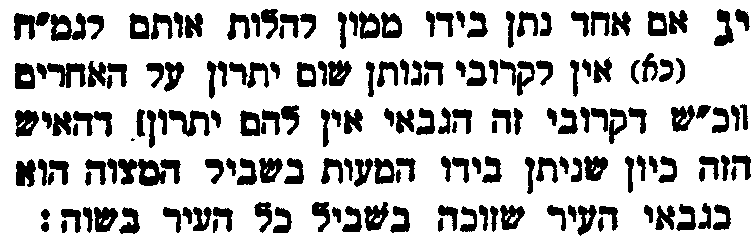 יג אם אחד נתן בידו ממון להלות אותם לגמ״ח
(כא) אין לקרובי הנותן שום יתרון על האחרים
[וכ״ש דקרובי זה הגבאי אין להם יתרון] דהאיש
הזה כיון שניתן בידו המעות בשביל המצוה הוא
כגבאי העיר שזוכה בשביל כל העיר בשוה: